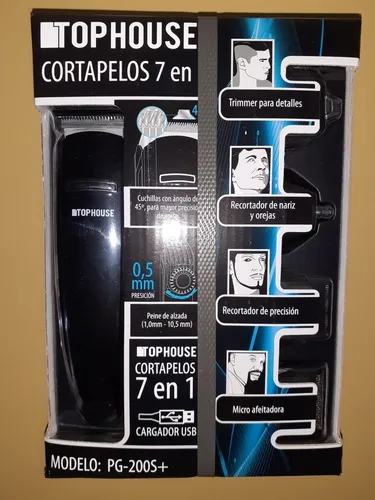 TOPHOUSE
CORTAPELOS 7 en
Trimmer para detalles
Cuchillas con ángulo de
45º, para mayor precisión
TOPHOUSE
Recortador de nariz
y orejas
0,5
mm
PRESICIÓN
Peine de alzada
(1,0mm - 10,5 mm)
Recortador de precisión
TOPHOUSE
CORTAPELOS
7 en 1
CARGADOR USB
Micro afeitadora
MODELO: PG-200S+